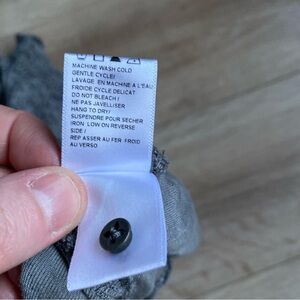 MACHINE WASH COLD
GENTLE CYCLE/
LAVAGE EN MACHINE A L'EAU
FROIDE CYCLE DELICAT
DO NOT BLEACH /
NE PAS JAVELLISER
HANG TO DRY/
SUSPENDRE POUR SECHER
IRON LOW ON REVERSE
SIDE /
REPASSER AU FER FROID
AU VERSO